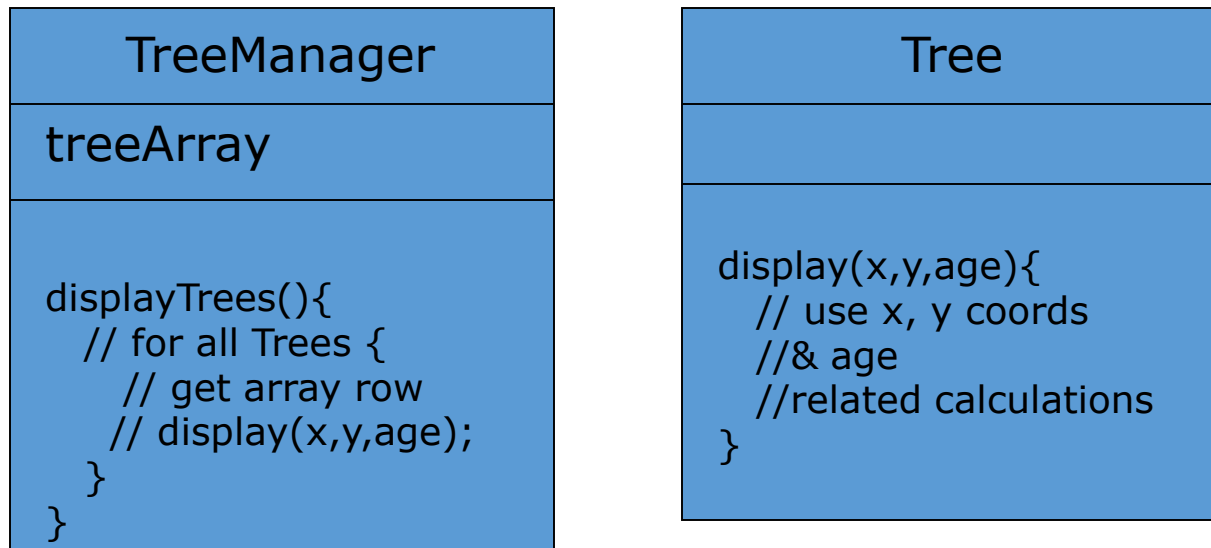 TreeManager
treeArray
displayTrees(){
// for all Trees {
// get array row
// display(x,y,age);
}
}
Tree
display(x,y,age){
// use x, y coords
//& age
//related calculations
}